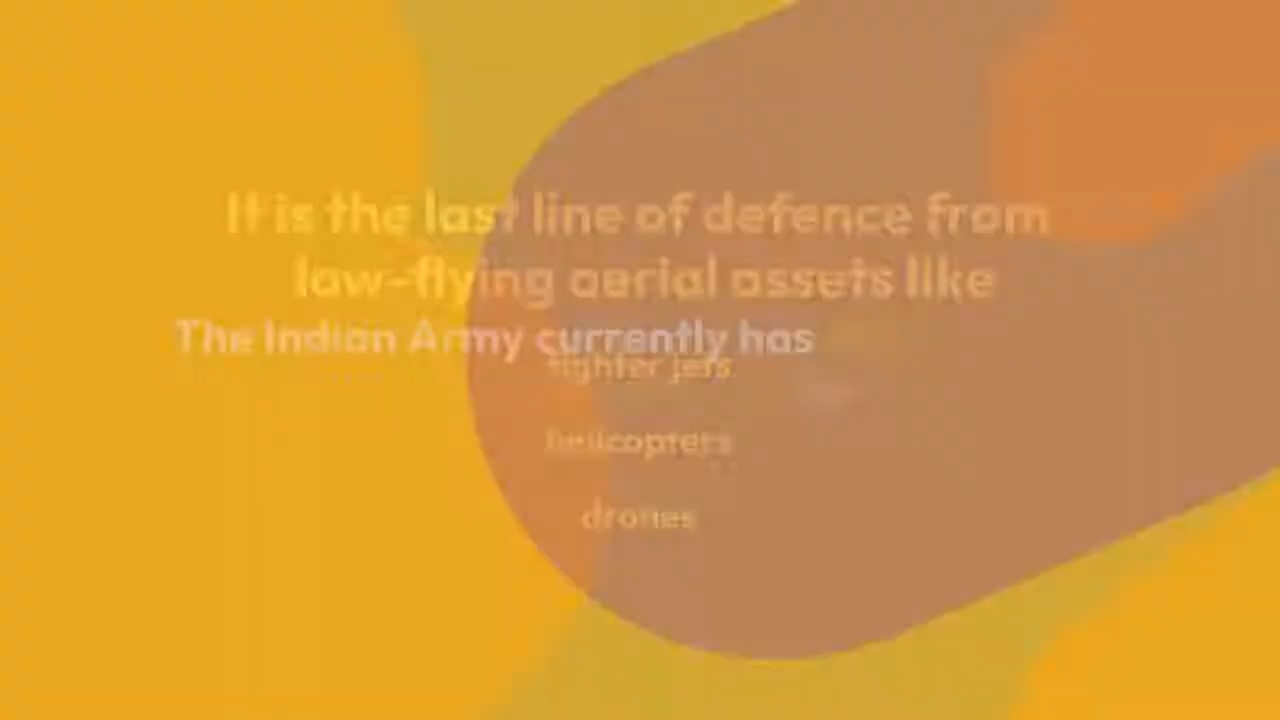 It is the last line of defence from
low-flying aerial assets like
The Indian Army currently has
fighter jets
helicopters
drones